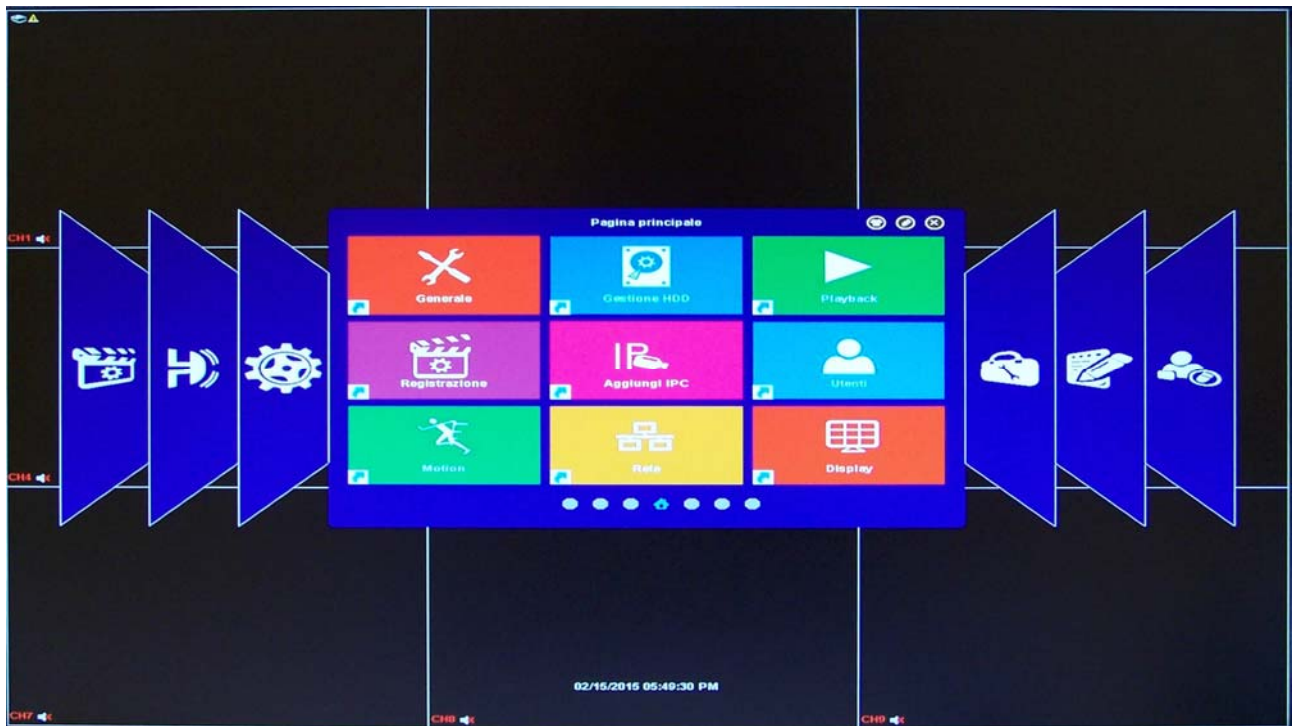 Pagina principale
CH1
Generale
Gestione HDD
Playback
Registrazione
IP
Aggiungi IPC
Utenti
CH4
Motion
Rete
Display
02/15/2015 05:49:30 PM
CH7
CH8
CH9